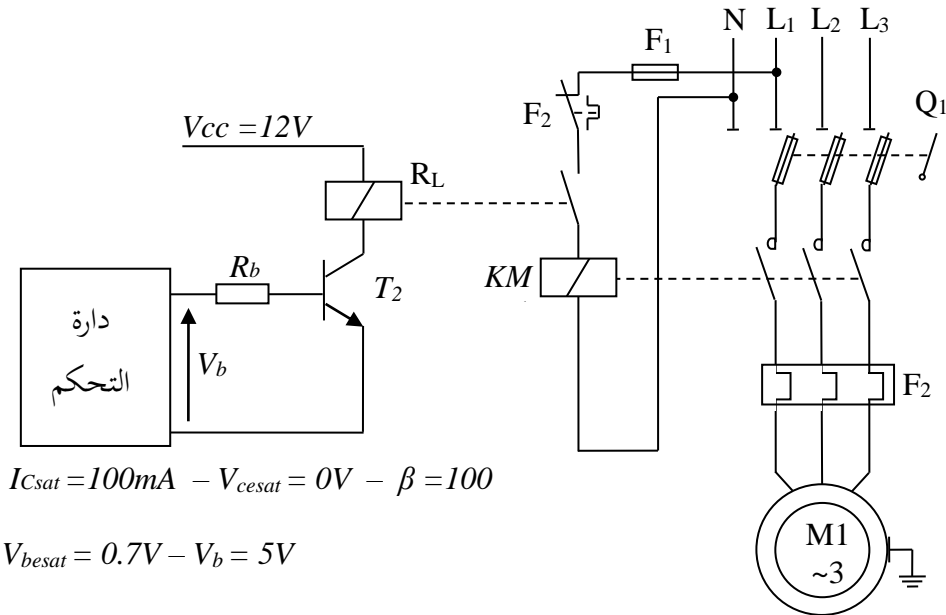 N L₁ L₂ L₃
F₁
Q₁
F₂
Vcc =12V
R_L
R_b
T₂
KM
دارة
التحكم
V_b
F₂
I_Csat =100mA – V_cesat = 0V – β =100
V_besat = 0.7V – V_b = 5V
M1
~3